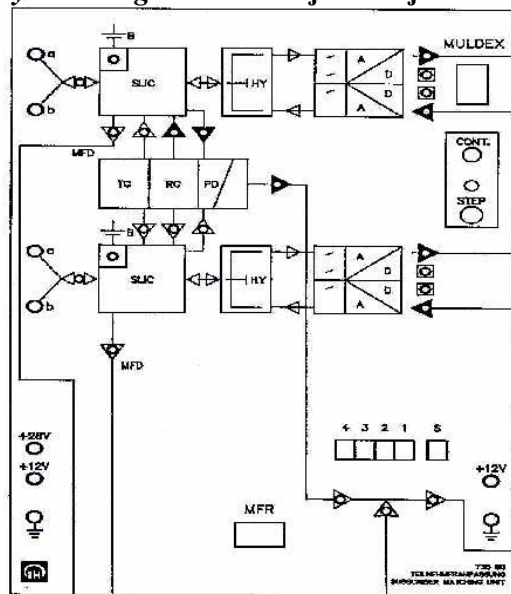 a
B
SLIC
HY
A
D
D
A
MULDEX
b
MFD
CONT.
STEP
TG
RG
PD
B
a
SLIC
HY
A
D
D
A
b
MFD
+28V
+12V
4 3 2 1 S
+12V
MFR
TEILNEHMERANPASSUNG
SUBSCRIBER MATCHING UNIT